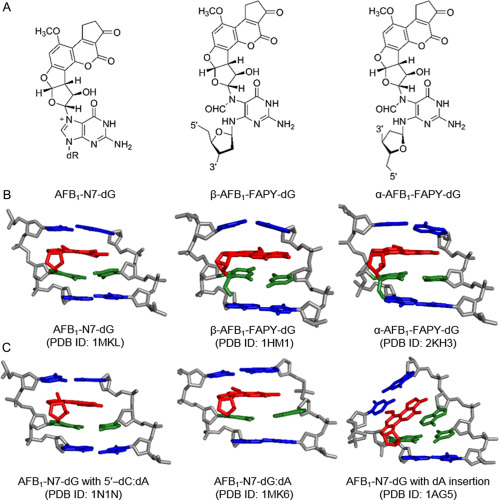 A
H₃CO
O
O
O
O
O
H
H
OH
O
H
N
+
N
O
NH
N
NH₂
dR
AFB₁-N7-dG
H₃CO
O
O
O
O
O
H
H
OH
O
H
OHC
N
O
NH
HN
N
NH₂
5'
O
3'
β-AFB₁-FAPY-dG
H₃CO
O
O
O
O
O
H
H
OH
O
H
OHC
N
O
NH
HN
N
NH₂
3'
O
5'
α-AFB₁-FAPY-dG
B
AFB₁-N7-dG
(PDB ID: 1MKL)
β-AFB₁-FAPY-dG
(PDB ID: 1HM1)
α-AFB₁-FAPY-dG
(PDB ID: 2KH3)
C
AFB₁-N7-dG with 5′–dC:dA
(PDB ID: 1N1N)
AFB₁-N7-dG:dA
(PDB ID: 1MK6)
AFB₁-N7-dG with dA insertion
(PDB ID: 1AG5)